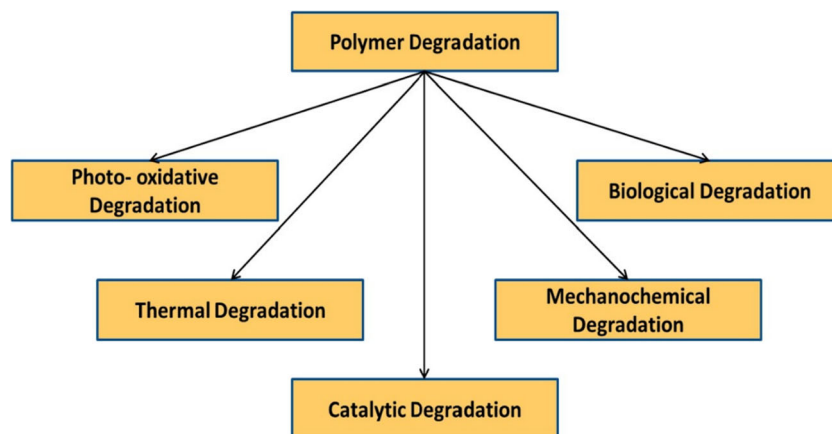 Polymer Degradation
Photo- oxidative
Degradation
Biological Degradation
Thermal Degradation
Mechanochemical
Degradation
Catalytic Degradation